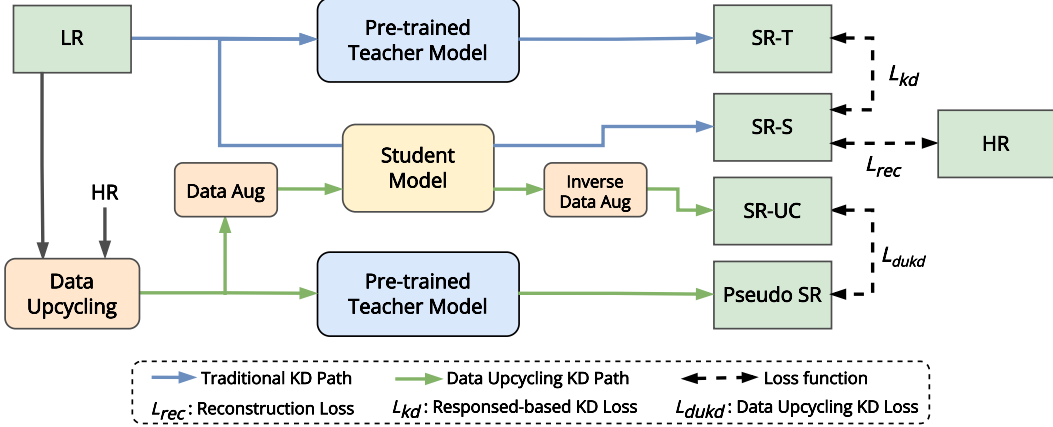 LR
Pre-trained
Teacher Model
SR-T
L_kd
SR-S
HR
L_rec
Student
Model
Data Aug
Inverse
Data Aug
HR
SR-UC
L_dukd
Data
Upcycling
Pre-trained
Teacher Model
Pseudo SR
Traditional KD Path
Data Upcycling KD Path
Loss function
L_rec: Reconstruction Loss
L_kd: Responsed-based KD Loss
L_dukd: Data Upcycling KD Loss